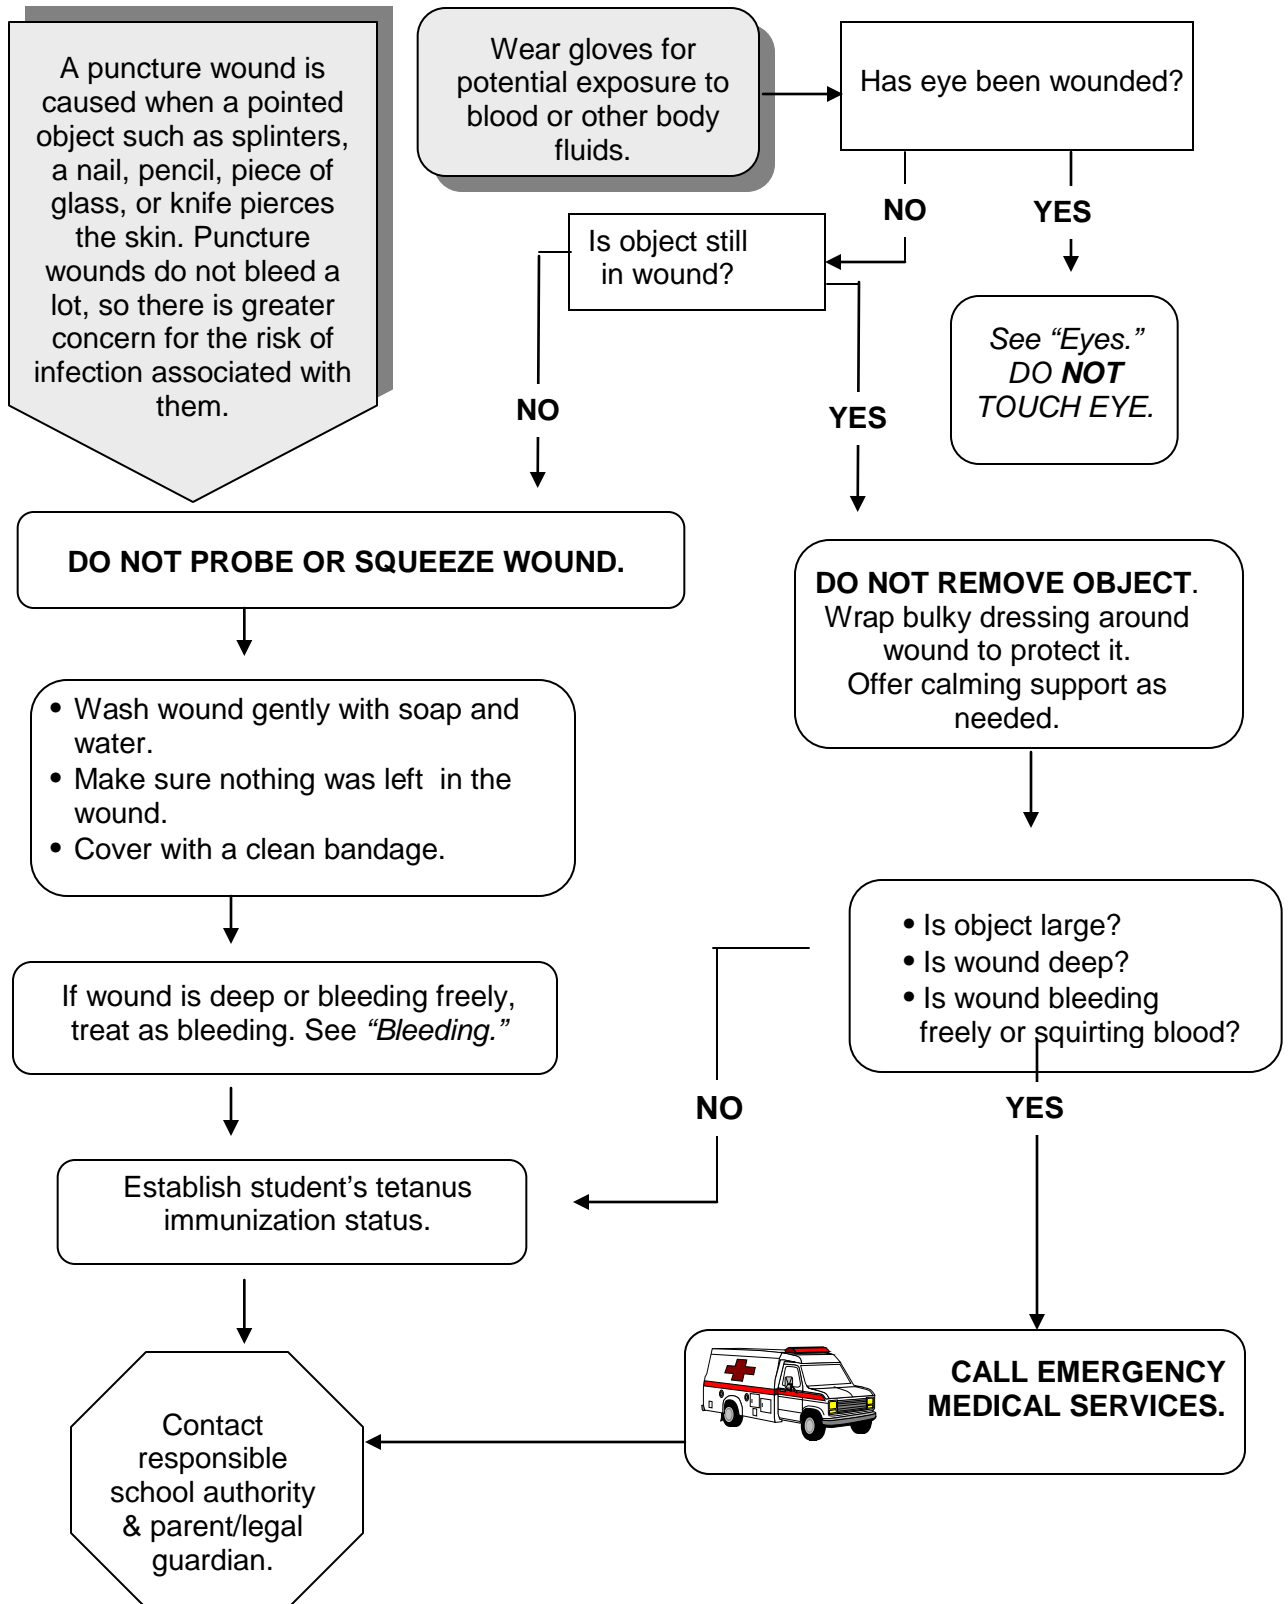 A puncture wound is
caused when a pointed
object such as splinters,
a nail, pencil, piece of
glass, or knife pierces
the skin. Puncture
wounds do not bleed a
lot, so there is greater
concern for the risk of
infection associated with
them.
Wear gloves for
potential exposure to
blood or other body
fluids.
Has eye been wounded?
NO
YES
Is object still
in wound?
See “Eyes.”
DO NOT
TOUCH EYE.
NO
YES
DO NOT PROBE OR SQUEEZE WOUND.
DO NOT REMOVE OBJECT.
Wrap bulky dressing around
wound to protect it.
Offer calming support as
needed.
• Wash wound gently with soap and
water.
• Make sure nothing was left in the
wound.
• Cover with a clean bandage.
• Is object large?
• Is wound deep?
• Is wound bleeding
freely or squirting blood?
If wound is deep or bleeding freely,
treat as bleeding. See “Bleeding.”
NO
YES
Establish student’s tetanus
immunization status.
CALL EMERGENCY
MEDICAL SERVICES.
Contact
responsible
school authority
& parent/legal
guardian.